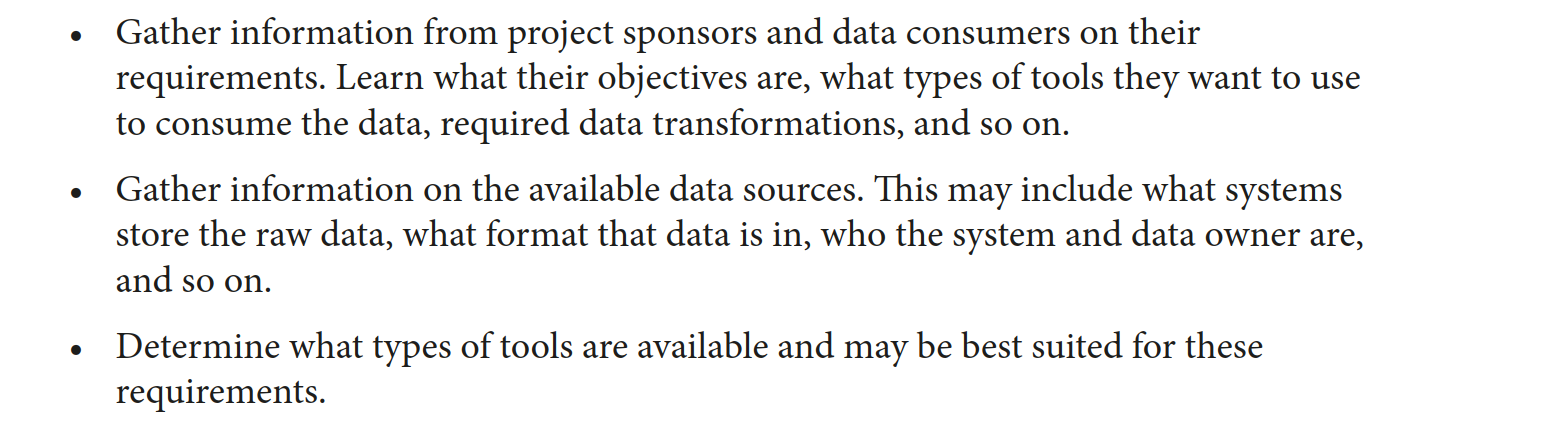 • Gather information from project sponsors and data consumers on their
requirements. Learn what their objectives are, what types of tools they want to use
to consume the data, required data transformations, and so on.
• Gather information on the available data sources. This may include what systems
store the raw data, what format that data is in, who the system and data owner are,
and so on.
• Determine what types of tools are available and may be best suited for these
requirements.